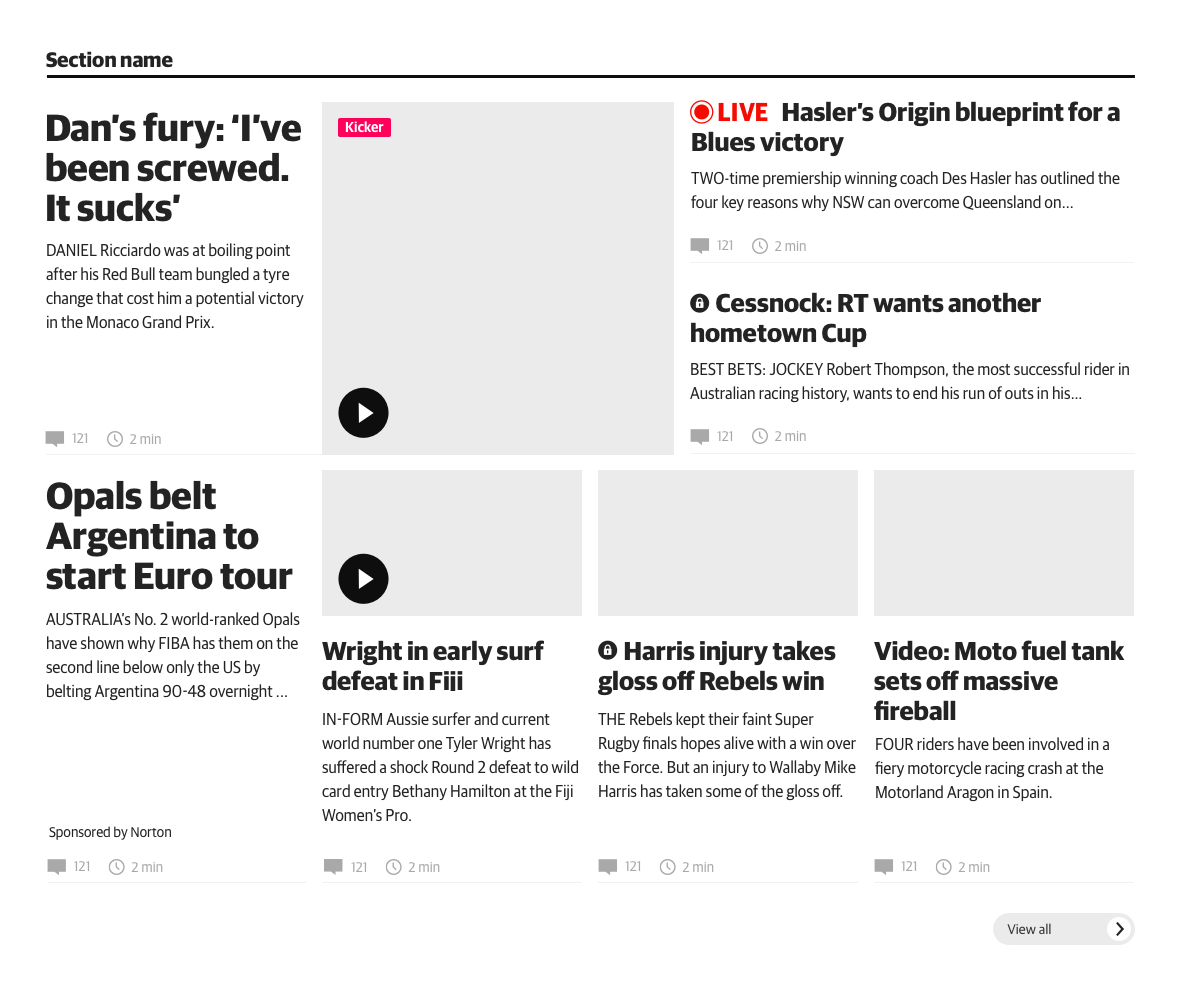 Section name
Dan's fury: ‘I've
been screwed.
It sucks’
DANIEL Ricciardo was at boiling point
after his Red Bull team bungled a tyre
change that cost him a potential victory
in the Monaco Grand Prix.
121 2 min
Kicker
LIVE Hasler's Origin blueprint for a
Blues victory
TWO-time premiership winning coach Des Hasler has outlined the
four key reasons why NSW can overcome Queensland on...
121 2 min
Cessnock: RT wants another
hometown Cup
BEST BETS: JOCKEY Robert Thompson, the most successful rider in
Australian racing history, wants to end his run of outs in his...
121 2 min
Opals belt
Argentina to
start Euro tour
AUSTRALIA's No. 2 world-ranked Opals
have shown why FIBA has them on the
second line below only the US by
belting Argentina 90-48 overnight ...
Sponsored by Norton
121 2 min
Wright in early surf
defeat in Fiji
IN-FORM Aussie surfer and current
world number one Tyler Wright has
suffered a shock Round 2 defeat to wild
card entry Bethany Hamilton at the Fiji
Women's Pro.
121 2 min
Harris injury takes
gloss off Rebels win
THE Rebels kept their faint Super
Rugby finals hopes alive with a win over
the Force. But an injury to Wallaby Mike
Harris has taken some of the gloss off.
121 2 min
Video: Moto fuel tank
sets off massive
fireball
FOUR riders have been involved in a
fiery motorcycle racing crash at the
Motorland Aragon in Spain.
121 2 min
View all